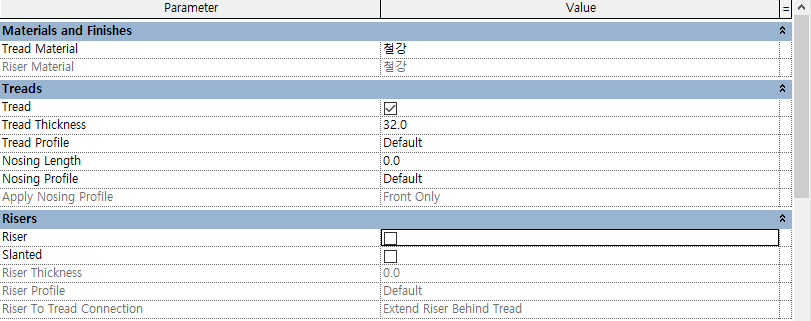 Parameter Value =
Materials and Finishes
Tread Material 철강
Riser Material 철강
Treads
Tread
Tread Thickness 32.0
Tread Profile Default
Nosing Length 0.0
Nosing Profile Default
Apply Nosing Profile Front Only
Risers
Riser
Slanted
Riser Thickness 0.0
Riser Profile Default
Riser To Tread Connection Extend Riser Behind Tread